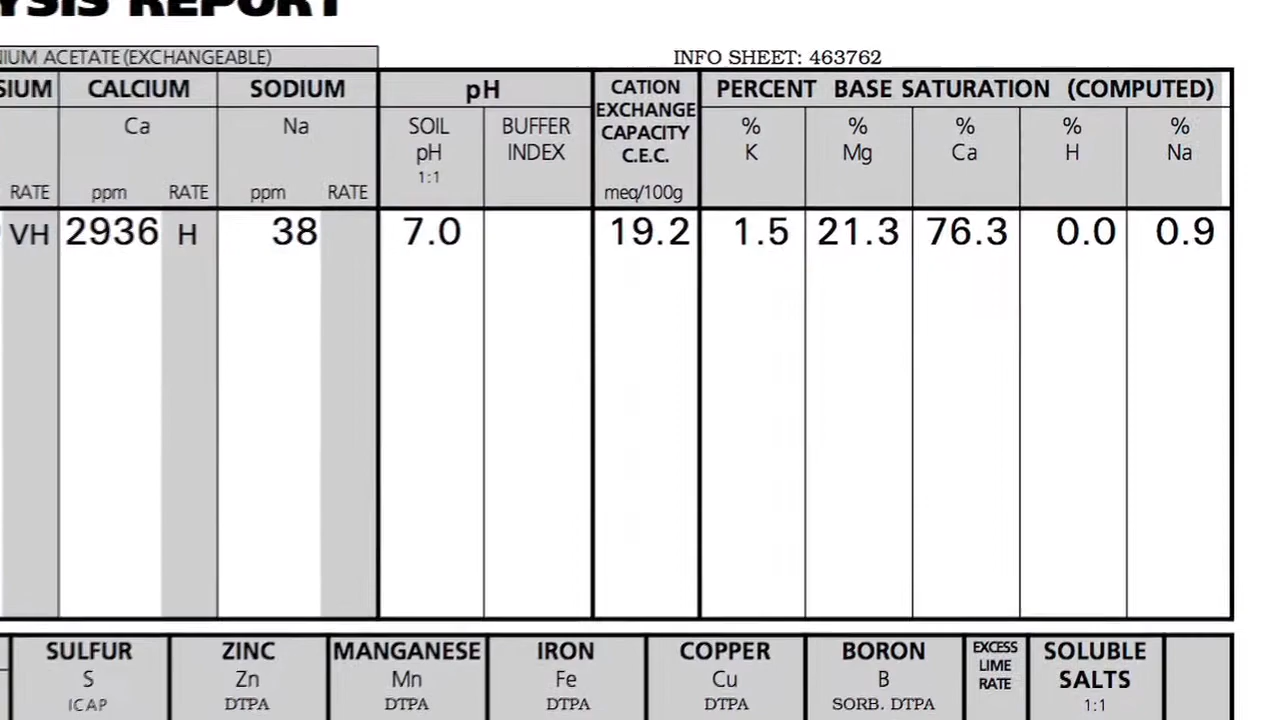 YSIS REPORT
NIUM ACETATE (EXCHANGEABLE) INFO SHEET: 463762
SIUM CALCIUM SODIUM pH CATION EXCHANGE CAPACITY C.E.C. PERCENT BASE SATURATION (COMPUTED)
Ca Na SOIL pH 1:1 BUFFER INDEX % K % Mg % Ca % H % Na
RATE ppm RATE ppm RATE meq/100g
VH 2936 H 38 7.0 19.2 1.5 21.3 76.3 0.0 0.9
SULFUR ZINC MANGANESE IRON COPPER BORON EXCESS LIME RATE SOLUBLE SALTS
S Zn Mn Fe Cu B
ICAP DTPA DTPA DTPA DTPA SORB. DTPA 1:1